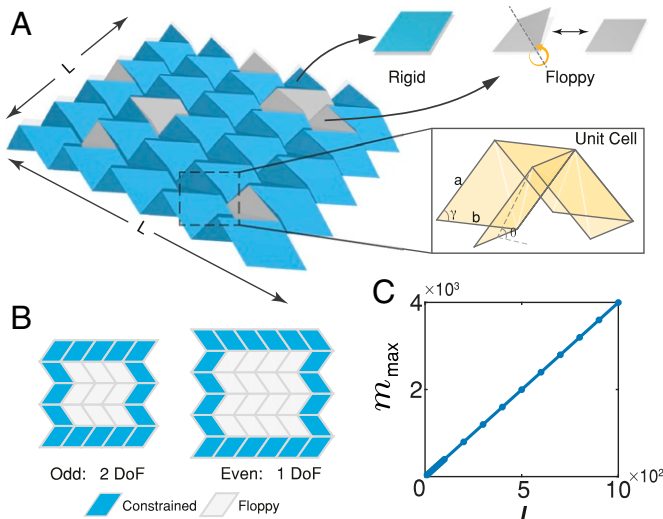 A
L
L
Rigid
Floppy
Unit Cell
a
γ
b
θ
B
Odd: 2 DoF
Even: 1 DoF
Constrained
Floppy
C
×10³
4
2
m max
0
5
10
×10²
L